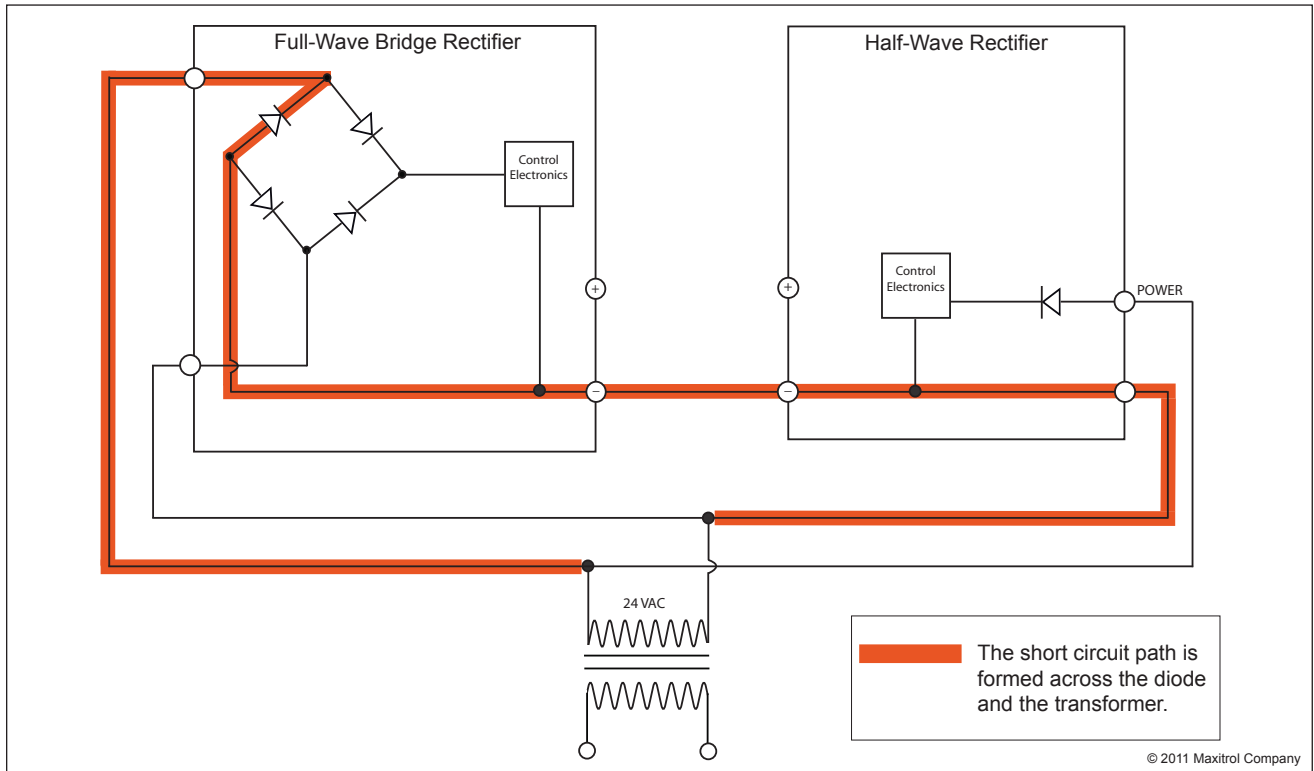 Full-Wave Bridge Rectifier
Half-Wave Rectifier
Control
Electronics
+
+
Control
Electronics
POWER
−
−
24 VAC
The short circuit path is
formed across the diode
and the transformer.
© 2011 Maxitrol Company